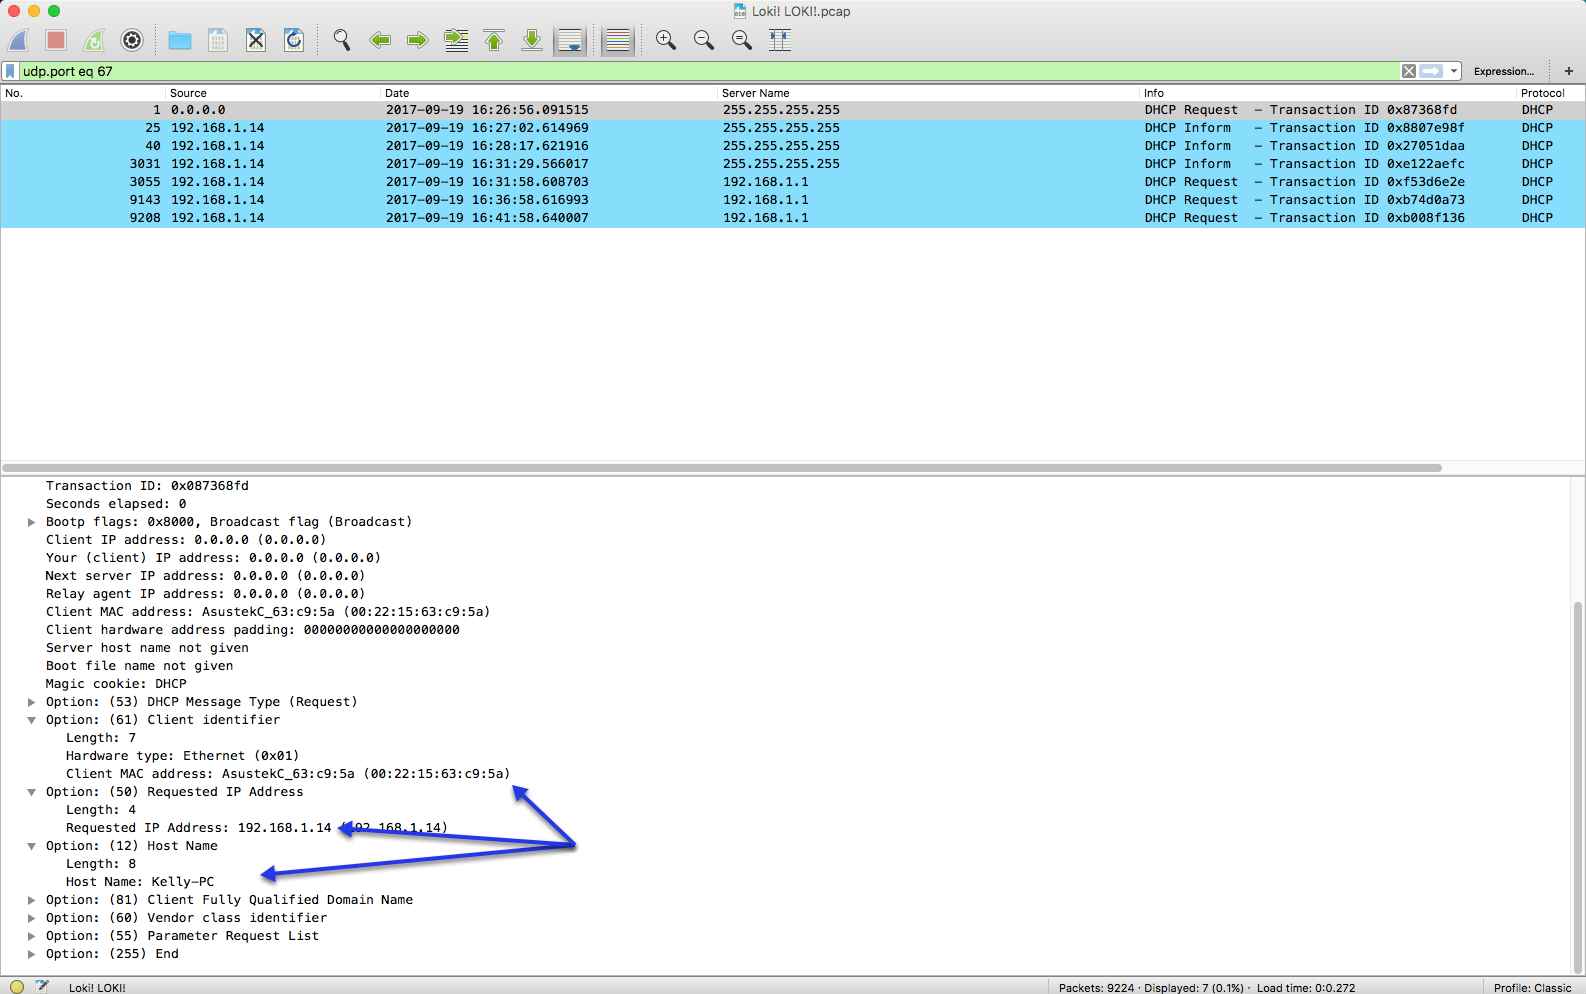 Loki! LOKI!.pcap
udp.port eq 67
Expression...
+
No. Source Date Server Name Info Protocol
1 0.0.0.0 2017-09-19 16:26:56.091515 255.255.255.255 DHCP Request – Transaction ID 0x87368fd DHCP
25 192.168.1.14 2017-09-19 16:27:02.614969 255.255.255.255 DHCP Inform – Transaction ID 0x8807e98f DHCP
40 192.168.1.14 2017-09-19 16:28:17.621916 255.255.255.255 DHCP Inform – Transaction ID 0x27051daa DHCP
3031 192.168.1.14 2017-09-19 16:31:29.566017 255.255.255.255 DHCP Inform – Transaction ID 0xe122aefc DHCP
3055 192.168.1.14 2017-09-19 16:31:58.608703 192.168.1.1 DHCP Request – Transaction ID 0xf53d6e2e DHCP
9143 192.168.1.14 2017-09-19 16:36:58.616993 192.168.1.1 DHCP Request – Transaction ID 0xb74d0a73 DHCP
9208 192.168.1.14 2017-09-19 16:41:58.640007 192.168.1.1 DHCP Request – Transaction ID 0xb008f136 DHCP
Transaction ID: 0x087368fd
Seconds elapsed: 0
Bootp flags: 0x8000, Broadcast flag (Broadcast)
Client IP address: 0.0.0.0 (0.0.0.0)
Your (client) IP address: 0.0.0.0 (0.0.0.0)
Next server IP address: 0.0.0.0 (0.0.0.0)
Relay agent IP address: 0.0.0.0 (0.0.0.0)
Client MAC address: AsustekC_63:c9:5a (00:22:15:63:c9:5a)
Client hardware address padding: 00000000000000000000
Server host name not given
Boot file name not given
Magic cookie: DHCP
Option: (53) DHCP Message Type (Request)
Option: (61) Client identifier
Length: 7
Hardware type: Ethernet (0x01)
Client MAC address: AsustekC_63:c9:5a (00:22:15:63:c9:5a)
Option: (50) Requested IP Address
Length: 4
Requested IP Address: 192.168.1.14 (192.168.1.14)
Option: (12) Host Name
Length: 8
Host Name: Kelly-PC
Option: (81) Client Fully Qualified Domain Name
Option: (60) Vendor class identifier
Option: (55) Parameter Request List
Option: (255) End
Loki! LOKI! Packets: 9224 · Displayed: 7 (0.1%) · Load time: 0:0.272 Profile: Classic